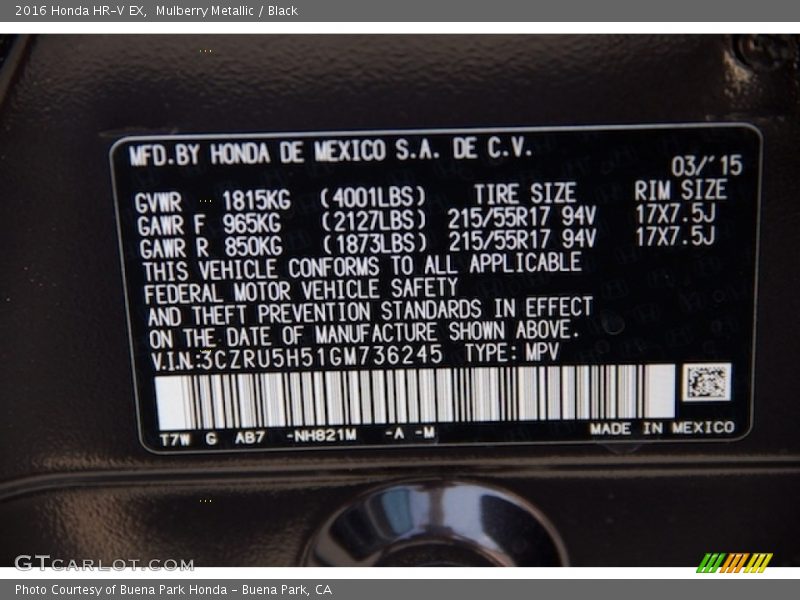 2016 Honda HR-V EX, Mulberry Metallic / Black
MFD.BY HONDA DE MEXICO S.A. DE C.V.
03/'15
GVWR 1815KG (4001LBS) TIRE SIZE RIM SIZE
GAWR F 965KG (2127LBS) 215/55R17 94V 17X7.5J
GAWR R 850KG (1873LBS) 215/55R17 94V 17X7.5J
THIS VEHICLE CONFORMS TO ALL APPLICABLE
FEDERAL MOTOR VEHICLE SAFETY
AND THEFT PREVENTION STANDARDS IN EFFECT
ON THE DATE OF MANUFACTURE SHOWN ABOVE.
V.I.N.:3CZRU5H51GM736245 TYPE: MPV
T7W G AB7 -NH821M -A -M MADE IN MEXICO
GTCARLOT.COM
Photo Courtesy of Buena Park Honda - Buena Park, CA